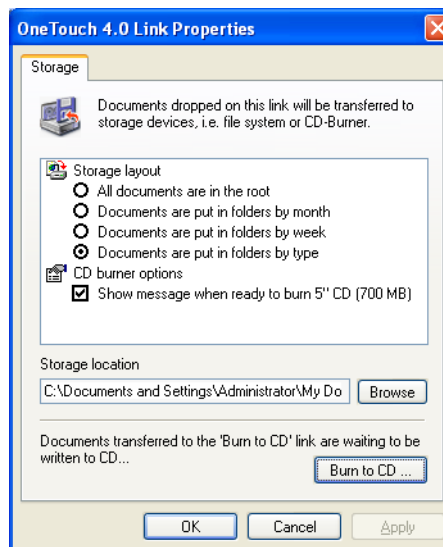 OneTouch 4.0 Link Properties
Storage
Documents dropped on this link will be transferred to
storage devices, i.e. file system or CD-Burner.
Storage layout
All documents are in the root
Documents are put in folders by month
Documents are put in folders by week
Documents are put in folders by type
CD burner options
Show message when ready to burn 5" CD (700 MB)
Storage location
C:\Documents and Settings\Administrator\My Do
Browse
Documents transferred to the 'Burn to CD' link are waiting to be
written to CD...
Burn to CD ...
OK
Cancel
Apply